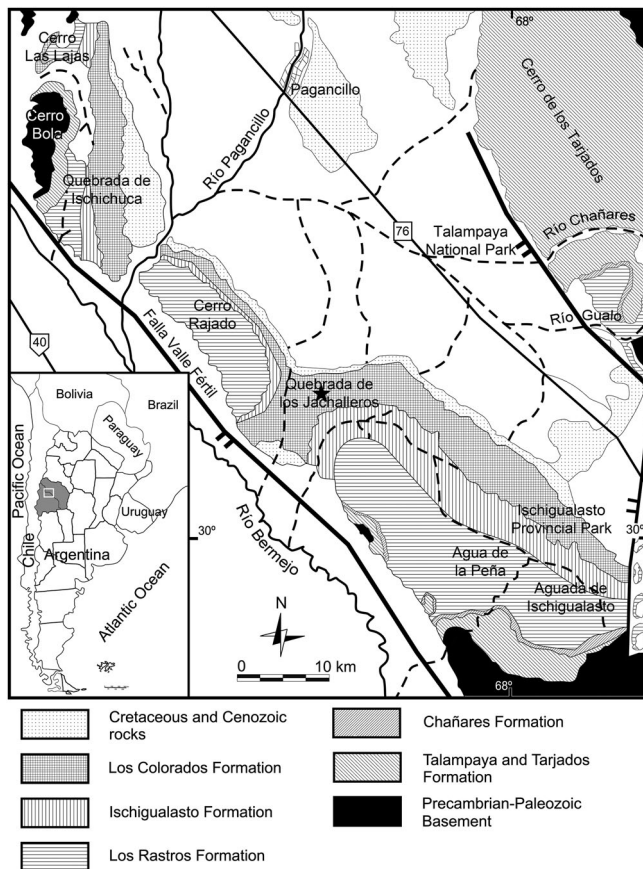 68º
Cerro
Las Lajas
Cerro
Bola
Quebrada de
Ischichuca
Pagancillo
Río Pagancillo
Cerro de los Tarjados
Río Chañares
Talampaya
National Park
76
Río Gualo
Cerro
Rajado
Falla Valle Fértil
40
Quebrada de
los Jachalleros
Ischigualasto
Provincial Park
30º
30º
Río Bermejo
Agua de
la Peña
Aguada de
Ischigualasto
N
0 10 km
68º
Bolivia
Brazil
Paraguay
Uruguay
Pacific Ocean
Chile
Argentina
Atlantic Ocean
Cretaceous and Cenozoic
rocks
Los Colorados Formation
Ischigualasto Formation
Los Rastros Formation
Chañares Formation
Talampaya and Tarjados
Formation
Precambrian-Paleozoic
Basement